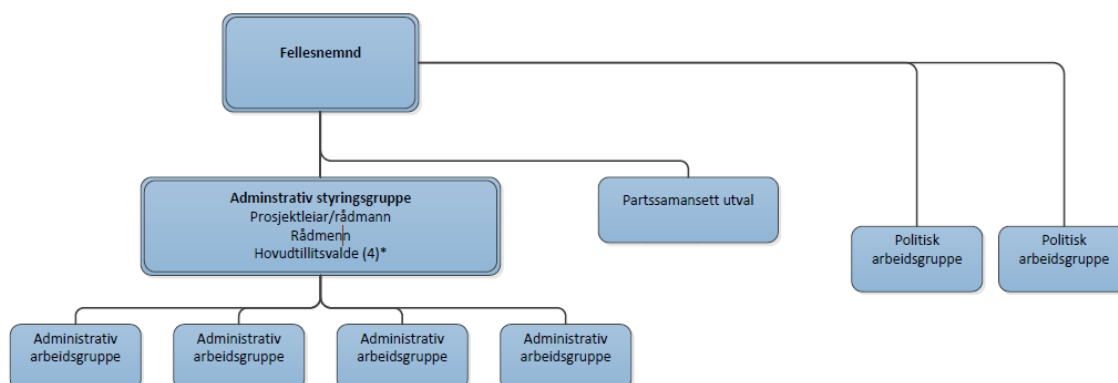 Fellesnemnd
Adminstrativ styringsgruppe
Prosjektleiar/rådmann
Rådmenn
Hovudtillitsvalde (4)*
Partssamansett utval
Politisk
arbeidsgruppe
Politisk
arbeidsgruppe
Administrativ
arbeidsgruppe
Administrativ
arbeidsgruppe
Administrativ
arbeidsgruppe
Administrativ
arbeidsgruppe